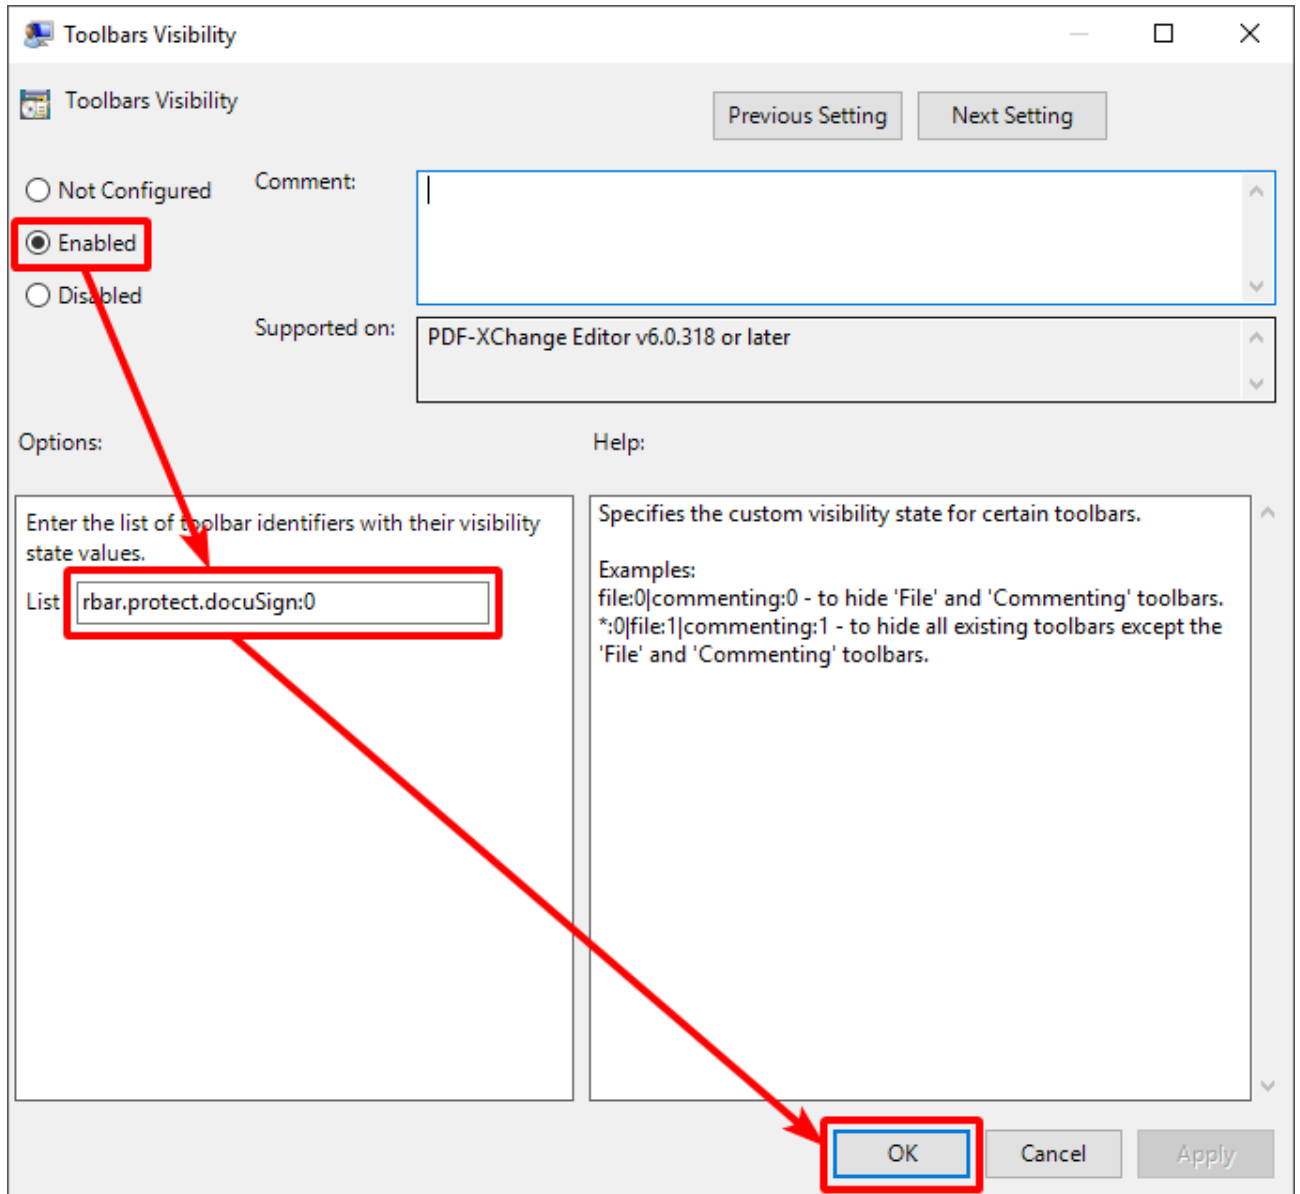 Toolbars Visibility
Toolbars Visibility
Previous Setting
Next Setting
Not Configured
Enabled
Disabled
Comment:
Supported on:
PDF-XChange Editor v6.0.318 or later
Options:
Help:
Enter the list of toolbar identifiers with their visibility
state values.
List
rbar.protect.docuSign:0
Specifies the custom visibility state for certain toolbars.
Examples:
file:0|commenting:0 - to hide 'File' and 'Commenting' toolbars.
*:0|file:1|commenting:1 - to hide all existing toolbars except the
'File' and 'Commenting' toolbars.
OK
Cancel
Apply